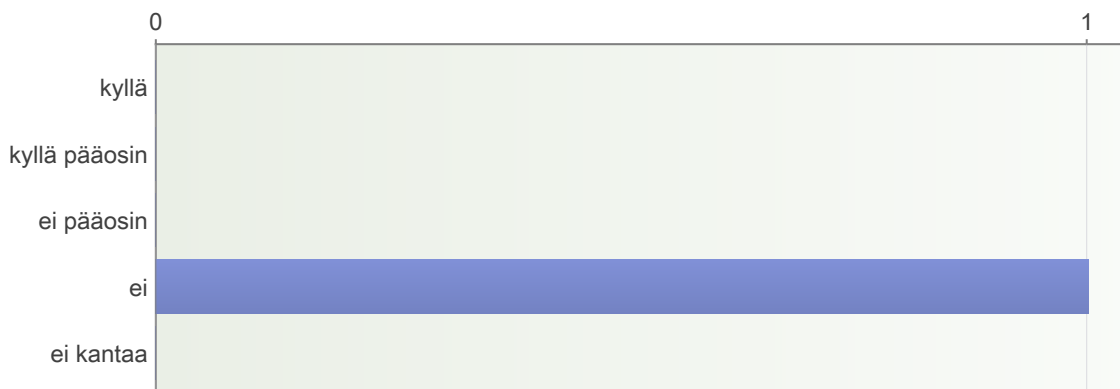 0 1
kyllä
kyllä pääosin
ei pääosin
ei
ei kantaa